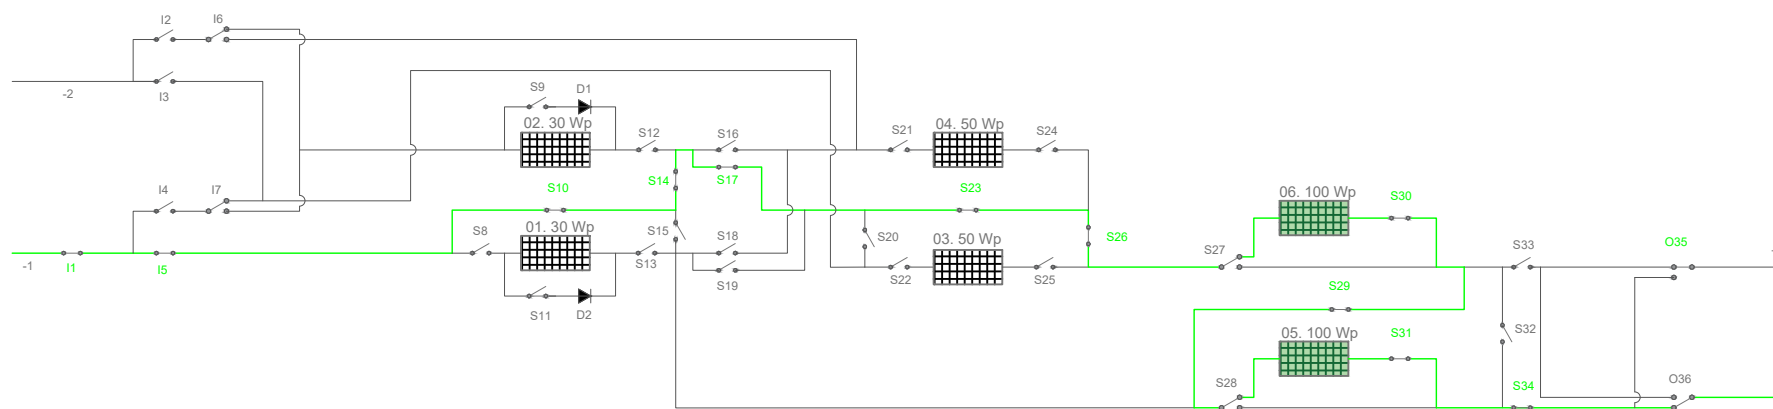 I2
I6
-2
I3
S9
D1
02. 30 Wp
S12
S16
S21
04. 50 Wp
S24
I4
I7
S10
S14
S17
S23
06. 100 Wp
S30
-1
I1
I5
S8
01. 30 Wp
S13
S15
S18
S19
S20
S22
03. 50 Wp
S25
S26
S27
S33
O35
S11
D2
S29
05. 100 Wp
S31
S32
S28
S34
O36